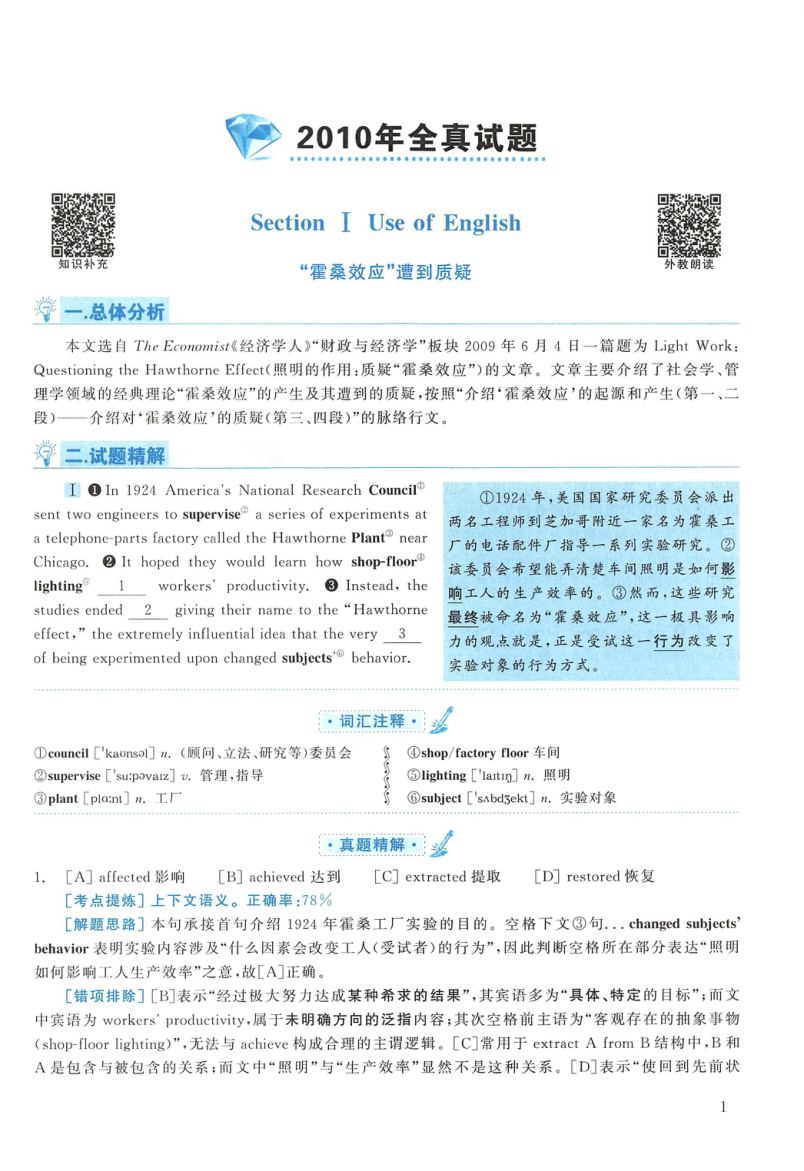 2010年全真试题
知识补充
Section Ⅰ Use of English
外教朗读
“霍桑效应”遭到质疑
一.总体分析
本文选自 The Economist《经济学人》“财政与经济学”板块 2009 年 6 月 4 日一篇题为 Light Work:
Questioning the Hawthorne Effect(照明的作用:质疑“霍桑效应”)的文章。文章主要介绍了社会学、管
理学领域的经典理论“霍桑效应”的产生及其遭到的质疑,按照“介绍‘霍桑效应’的起源和产生(第一、二
段)——介绍对‘霍桑效应’的质疑(第三、四段)”的脉络行文。
二.试题精解
Ⅰ ❶In 1924 America's National Research Council①
sent two engineers to supervise② a series of experiments at
a telephone-parts factory called the Hawthorne Plant③ near
Chicago. ❷ It hoped they would learn how shop-floor④
lighting⑤ 1 workers' productivity. ❸ Instead, the
studies ended 2 giving their name to the “Hawthorne
effect,” the extremely influential idea that the very 3
of being experimented upon changed subjects'⑥ behavior.
①1924 年,美国国家研究委员会派出
两名工程师到芝加哥附近一家名为霍桑工
厂的电话配件厂指导一系列实验研究。②
该委员会希望能弄清楚车间照明是如何影
响工人的生产效率的。③然而,这些研究
最终被命名为“霍桑效应”,这一极具影响
力的观点就是,正是受试这一行为改变了
实验对象的行为方式。
·词汇注释·
①council [ˈkaʊnsəl] n. (顾问、立法、研究等)委员会
②supervise [ˈsuːpəvaɪz] v. 管理,指导
③plant [plɑːnt] n. 工厂
④shop/factory floor 车间
⑤lighting [ˈlaɪtɪŋ] n. 照明
⑥subject [ˈsʌbdʒekt] n. 实验对象
·真题精解·
1. [A] affected 影响 [B] achieved 达到 [C] extracted 提取 [D] restored 恢复
[考点提炼] 上下文语义。正确率:78%
[解题思路] 本句承接首句介绍 1924 年霍桑工厂实验的目的。空格下文③句... changed subjects'
behavior 表明实验内容涉及“什么因素会改变工人(受试者)的行为”,因此判断空格所在部分表达“照明
如何影响工人生产效率”之意,故[A]正确。
[错项排除] [B]表示“经过极大努力达成某种希求的结果”,其宾语多为“具体、特定的目标”;而文
中宾语为 workers' productivity,属于未明确方向的泛指内容;其次空格前主语为“客观存在的抽象事物
(shop-floor lighting)”,无法与 achieve 构成合理的主谓逻辑。[C]常用于 extract A from B 结构中,B 和
A 是包含与被包含的关系;而文中“照明”与“生产效率”显然不是这种关系。[D]表示“使回到先前状
1